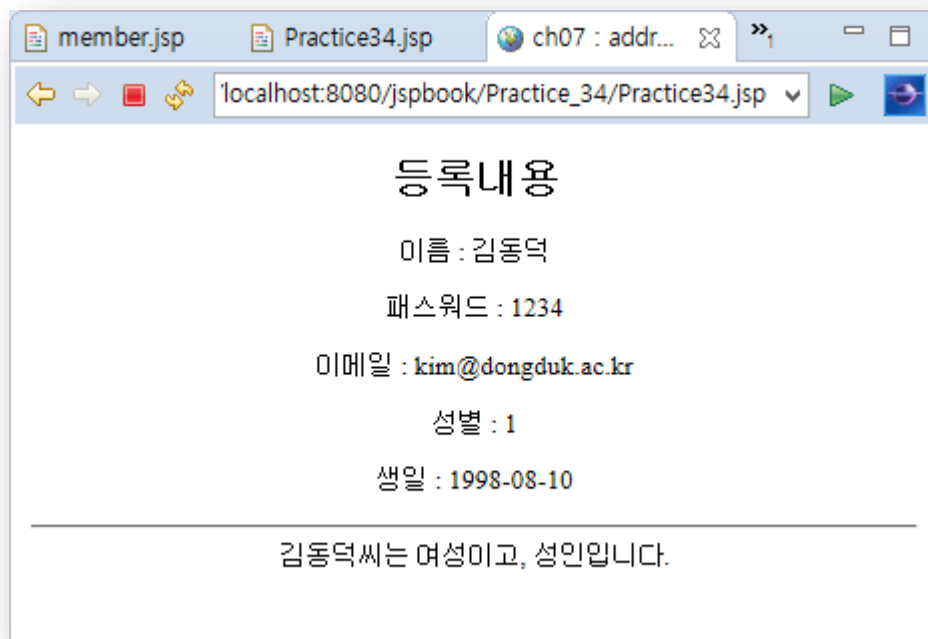 member.jsp Practice34.jsp ch07 : addr... »1
'localhost:8080/jspbook/Practice_34/Practice34.jsp
등록내용
이름 : 김동덕
패스워드 : 1234
이메일 : kim@dongduk.ac.kr
성별 : 1
생일 : 1998-08-10
김동덕씨는 여성이고, 성인입니다.